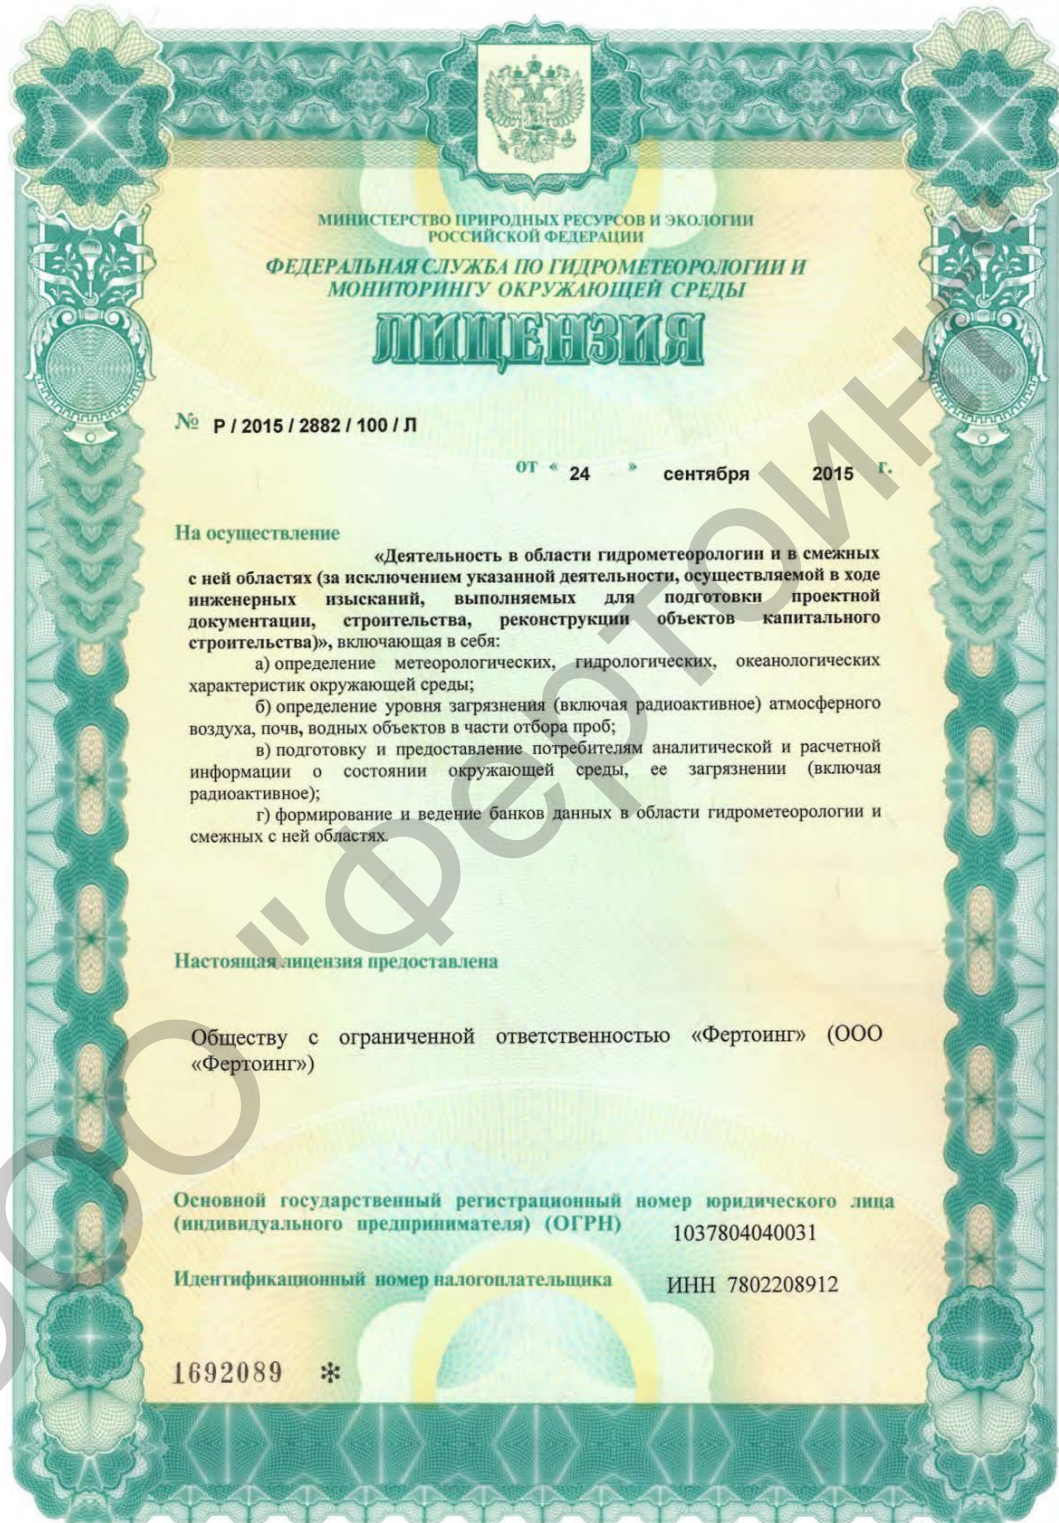 МИНИСТЕРСТВО ПРИРОДНЫХ РЕСУРСОВ И ЭКОЛОГИИ
РОССИЙСКОЙ ФЕДЕРАЦИИ
ФЕДЕРАЛЬНАЯ СЛУЖБА ПО ГИДРОМЕТЕОРОЛОГИИ И
МОНИТОРИНГУ ОКРУЖАЮЩЕЙ СРЕДЫ
ЛИЦЕНЗИЯ
№ Р / 2015 / 2882 / 100 / Л
от « 24 » сентября 2015 г.
На осуществление
«Деятельность в области гидрометеорологии и в смежных
с ней областях (за исключением указанной деятельности, осуществляемой в ходе
инженерных изысканий, выполняемых для подготовки проектной
документации, строительства, реконструкции объектов капитального
строительства)», включающая в себя:
а) определение метеорологических, гидрологических, океанологических
характеристик окружающей среды;
б) определение уровня загрязнения (включая радиоактивное) атмосферного
воздуха, почв, водных объектов в части отбора проб;
в) подготовку и предоставление потребителям аналитической и расчетной
информации о состоянии окружающей среды, ее загрязнении (включая
радиоактивное);
г) формирование и ведение банков данных в области гидрометеорологии и
смежных с ней областях.
Настоящая лицензия предоставлена
Обществу с ограниченной ответственностью «Фертоинг» (ООО
«Фертоинг»)
Основной государственный регистрационный номер юридического лица
(индивидуального предпринимателя) (ОГРН) 1037804040031
Идентификационный номер налогоплательщика ИНН 7802208912
1692089 *
ООО "Фертоинг"